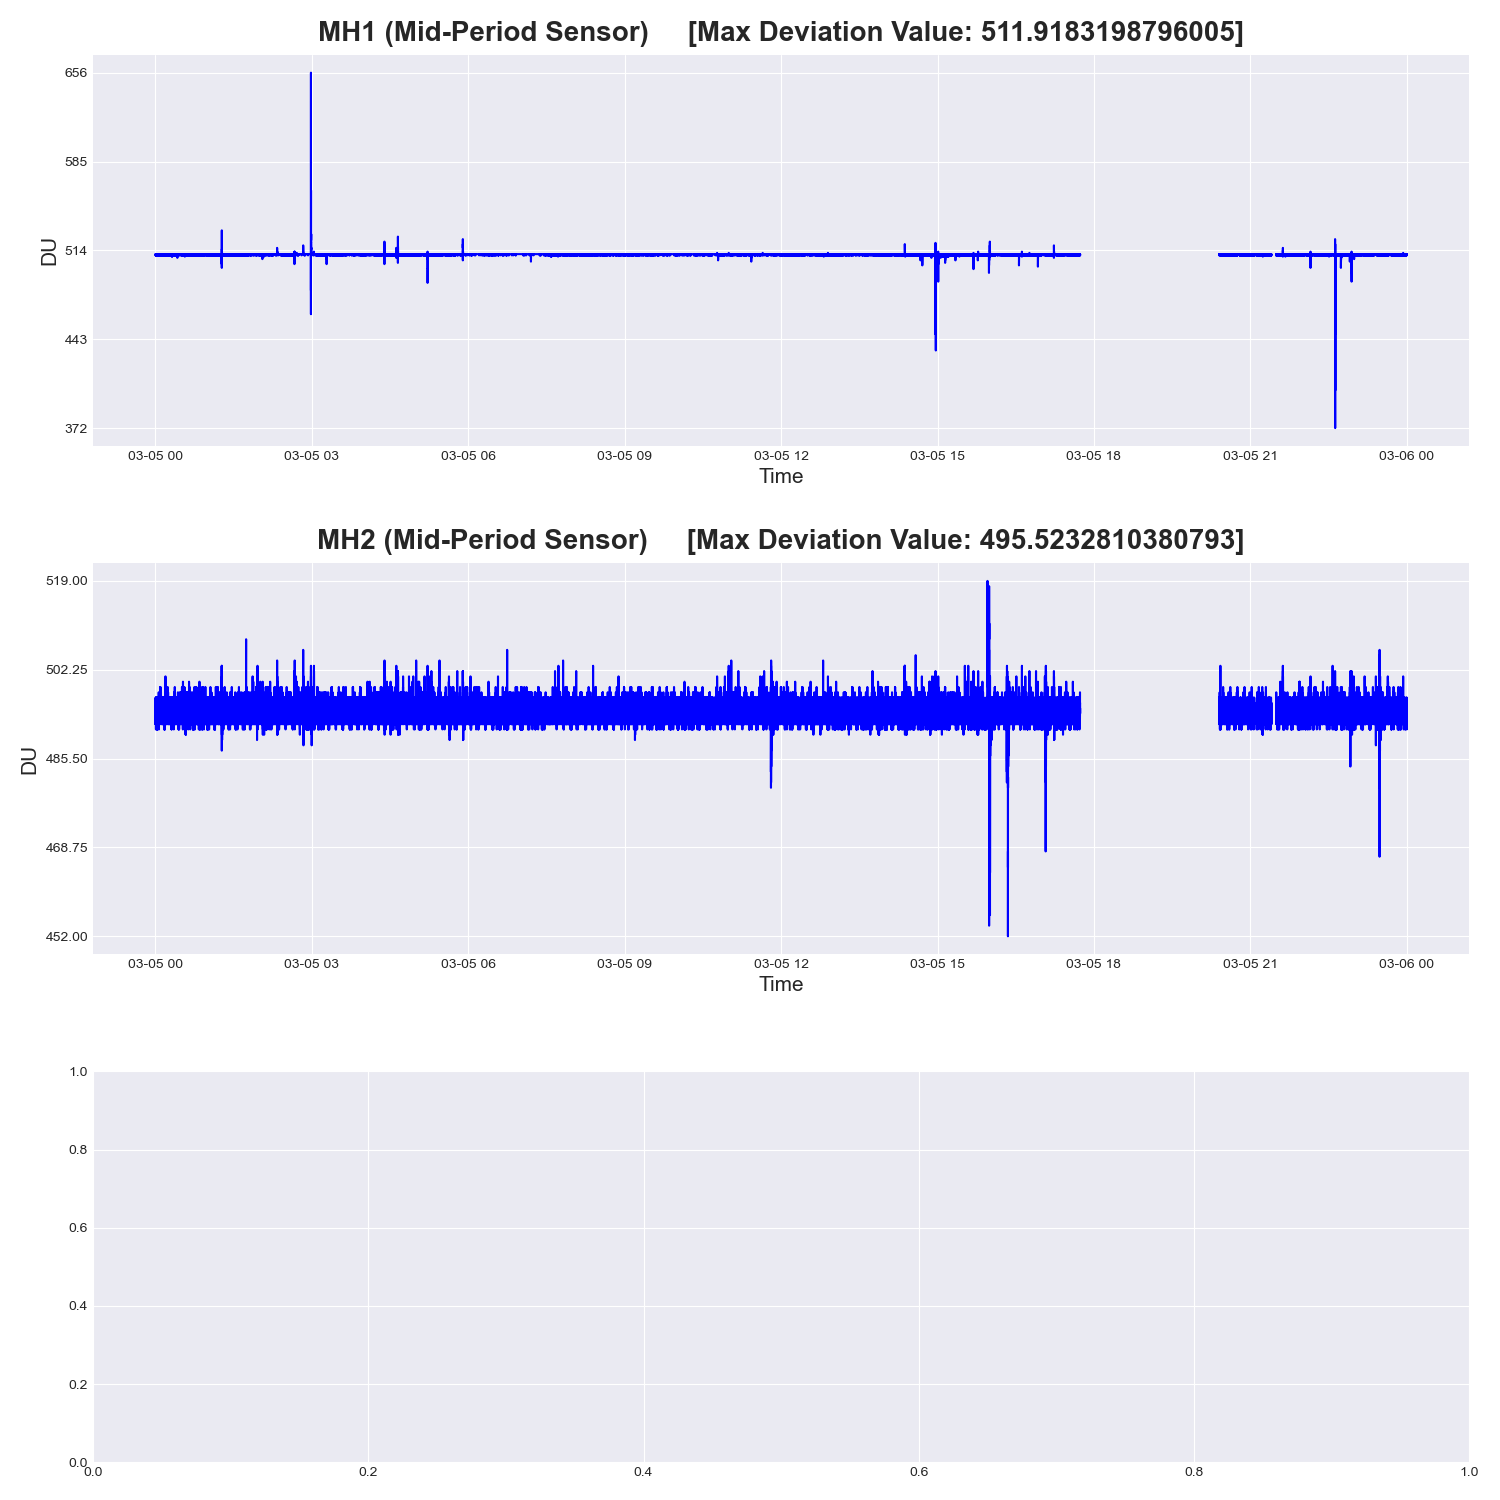 MH1 (Mid-Period Sensor) [Max Deviation Value: 511.9183198796005]
656
585
514
443
372
DU
03-05 00 03-05 03 03-05 06 03-05 09 03-05 12 03-05 15 03-05 18 03-05 21 03-06 00
Time
MH2 (Mid-Period Sensor) [Max Deviation Value: 495.5232810380793]
519.00
502.25
485.50
468.75
452.00
DU
03-05 00 03-05 03 03-05 06 03-05 09 03-05 12 03-05 15 03-05 18 03-05 21 03-06 00
Time
1.0
0.8
0.6
0.4
0.2
0.0
0.0 0.2 0.4 0.6 0.8 1.0